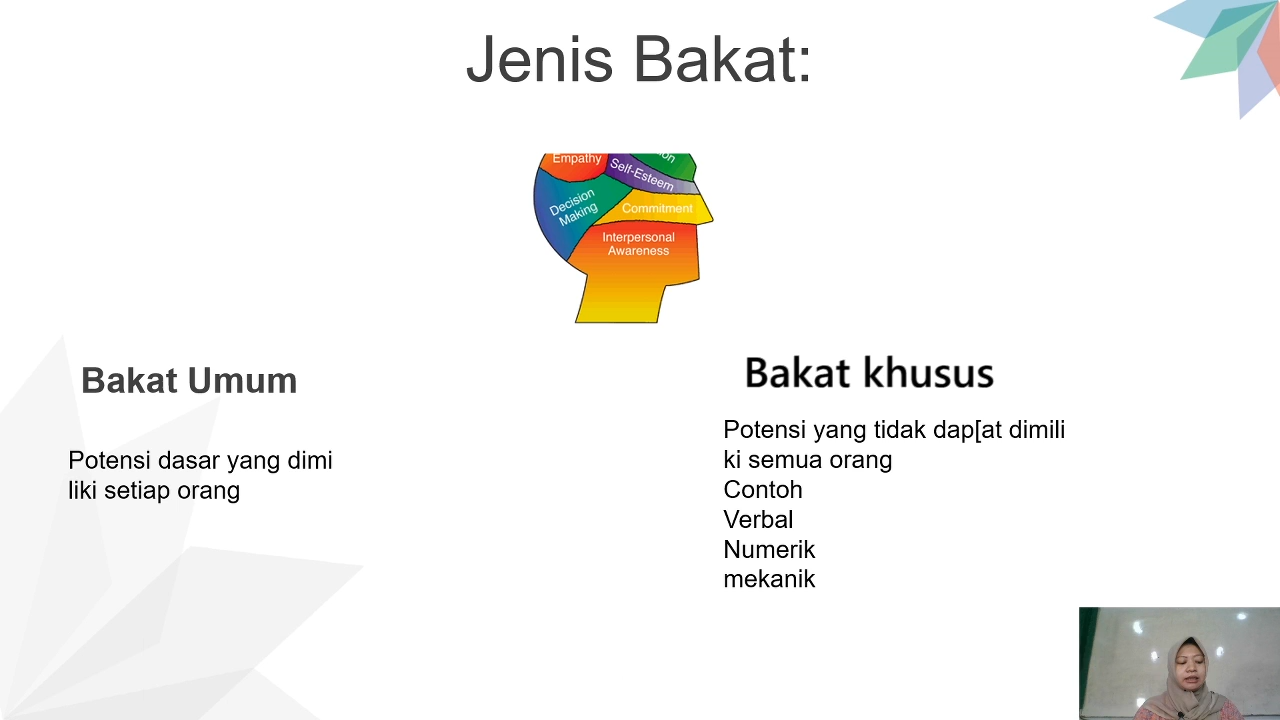 Jenis Bakat:
Empathy
Self-Esteem
Decision
Making
Commitment
Interpersonal
Awareness
Bakat Umum
Potensi dasar yang dimi
liki setiap orang
Bakat khusus
Potensi yang tidak dap[at dimili
ki semua orang
Contoh
Verbal
Numerik
mekanik